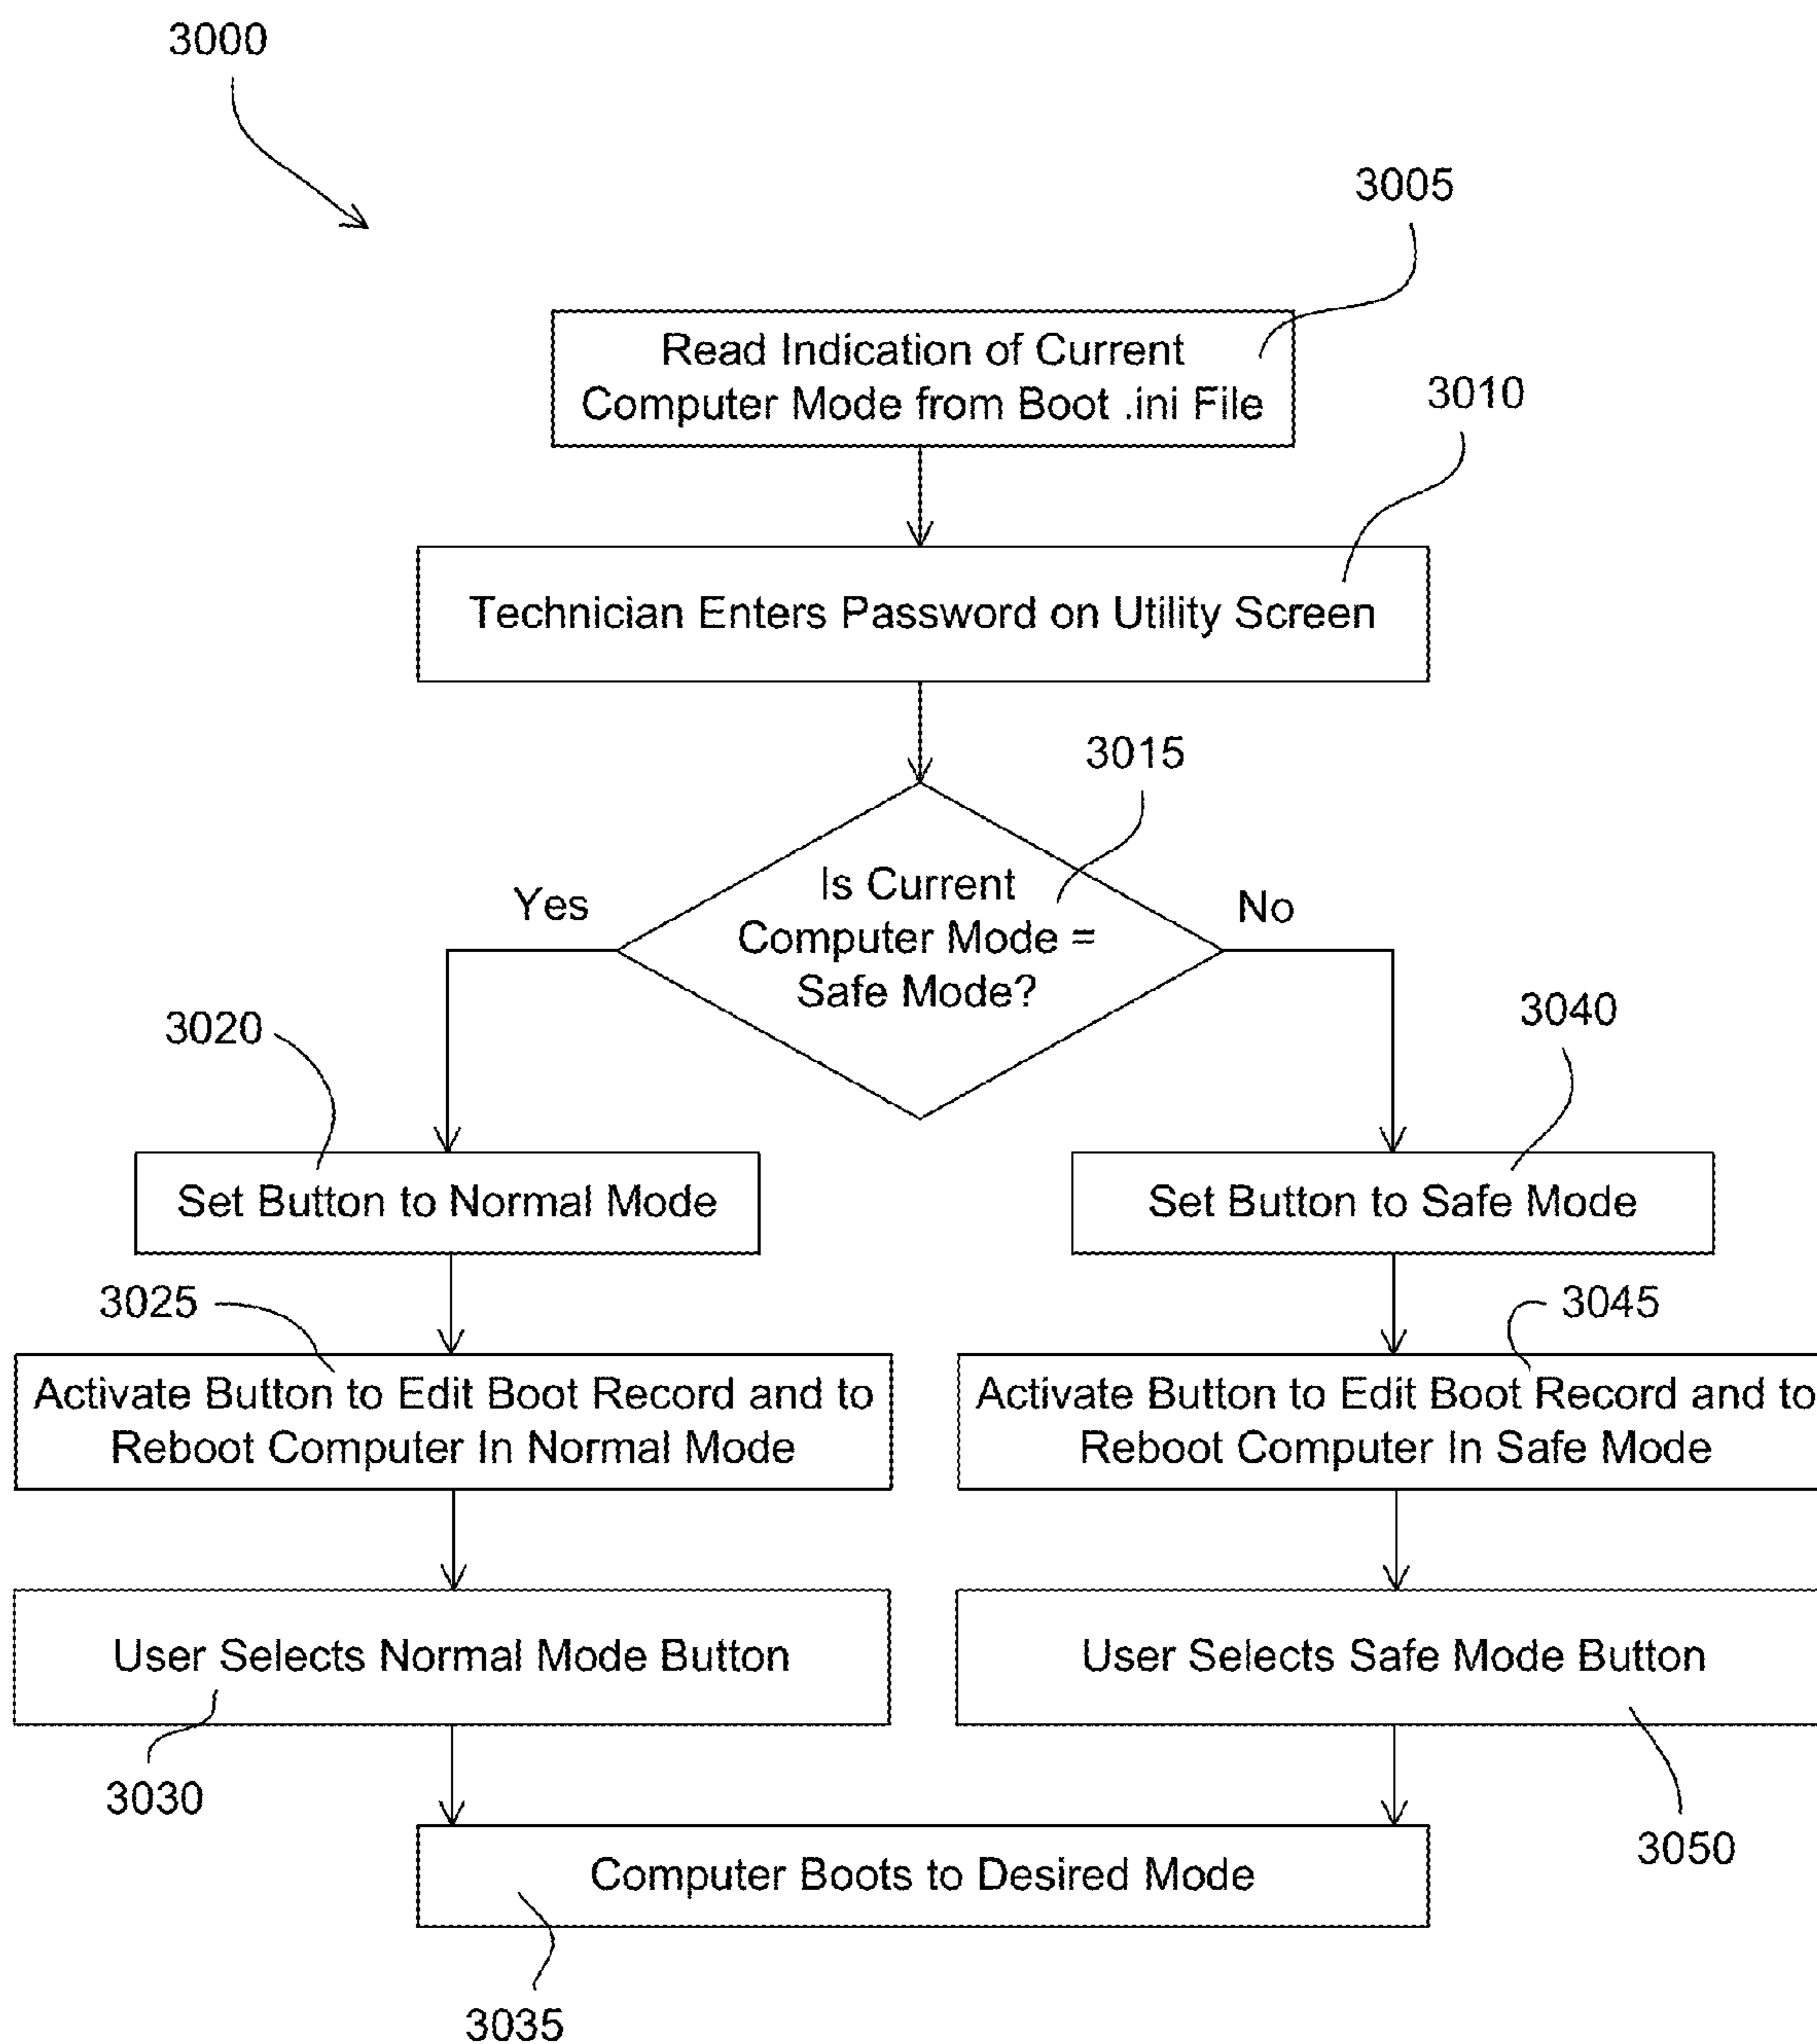 3000
3005
Read Indication of Current
Computer Mode from Boot .ini File
3010
Technician Enters Password on Utility Screen
3015
Is Current
Computer Mode =
Safe Mode?
Yes
No
3020
3040
Set Button to Normal Mode
Set Button to Safe Mode
3025
3045
Activate Button to Edit Boot Record and to
Reboot Computer In Normal Mode
Activate Button to Edit Boot Record and to
Reboot Computer In Safe Mode
User Selects Normal Mode Button
User Selects Safe Mode Button
3030
3050
Computer Boots to Desired Mode
3035